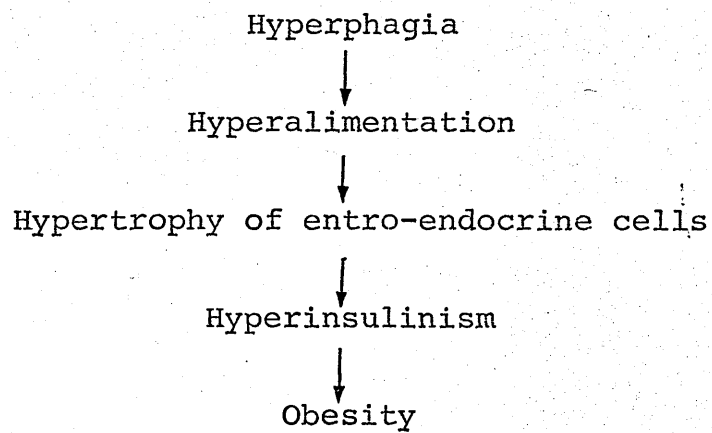 Hyperphagia
Hyperalimentation
Hypertrophy of entro-endocrine cells
Hyperinsulinism
Obesity